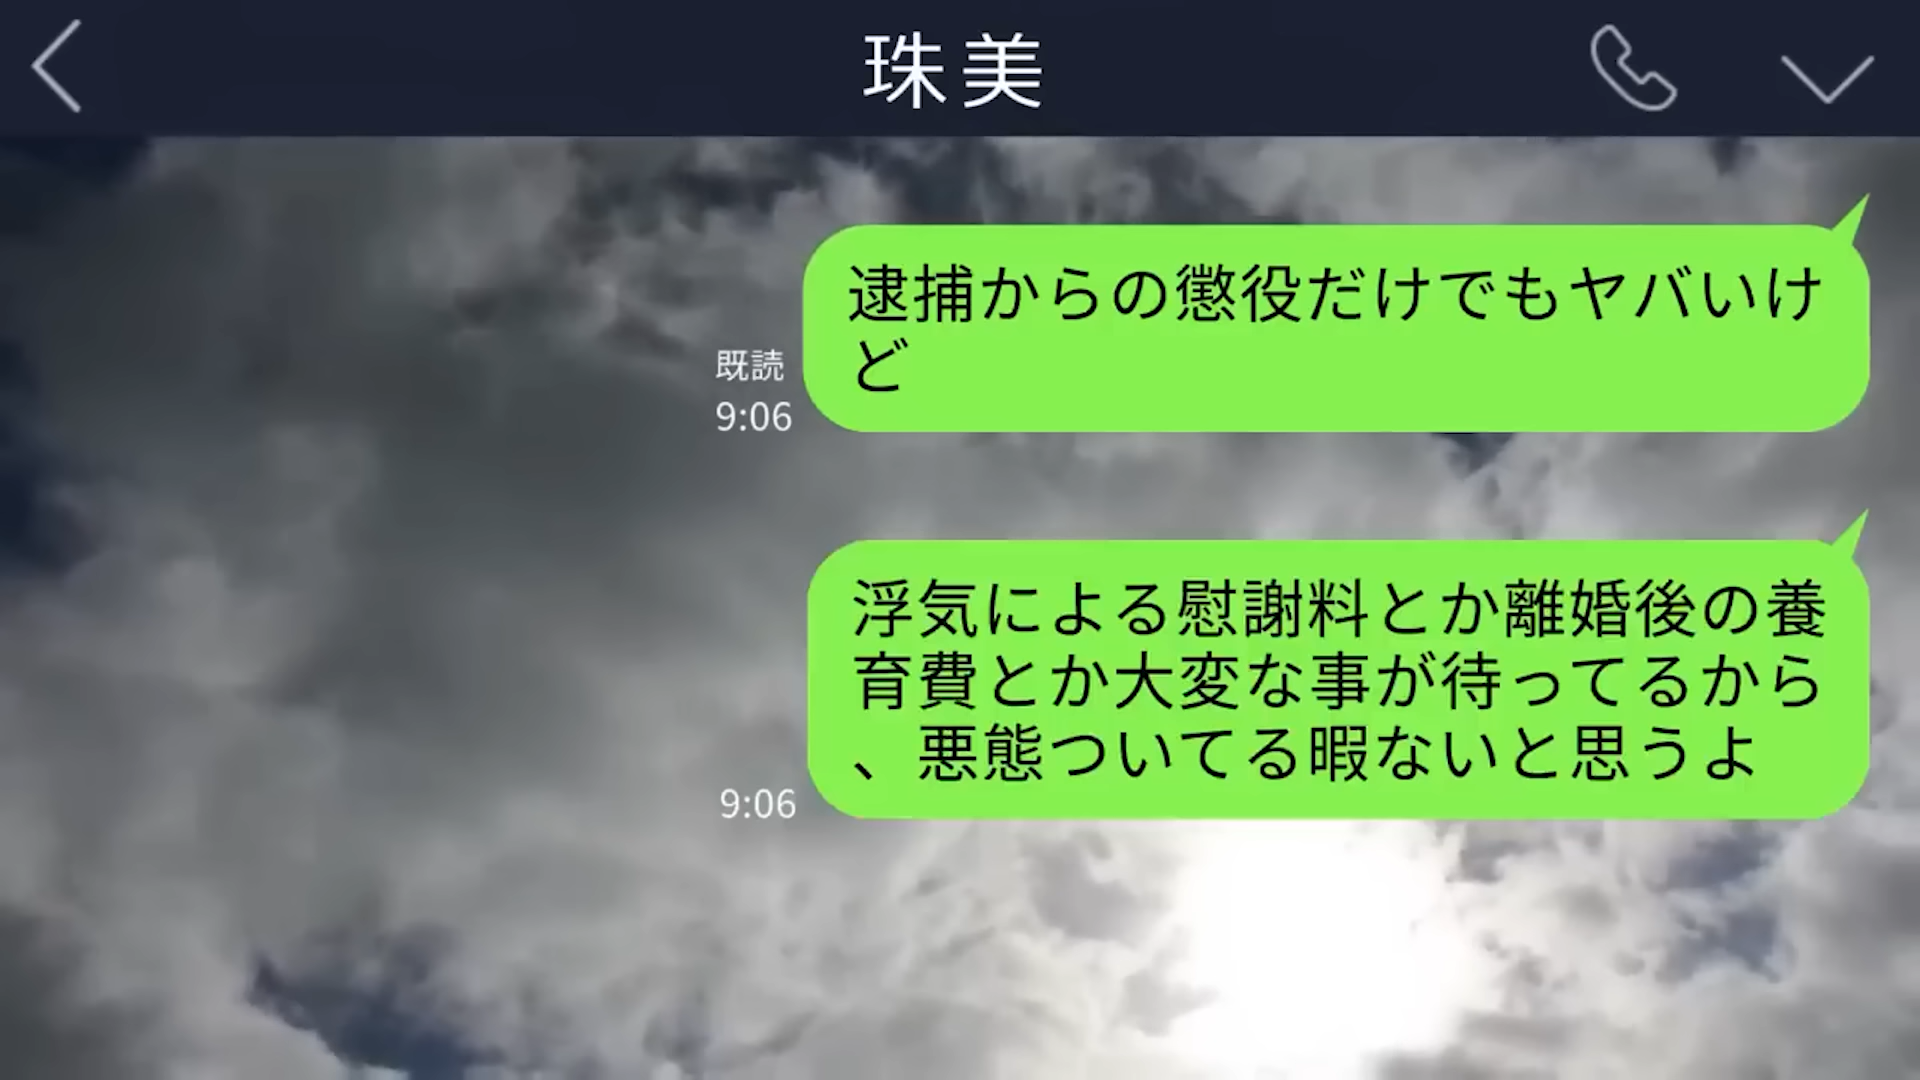 珠美
逮捕からの懲役だけでもヤバいけ
ど
既読
9:06
浮気による慰謝料とか離婚後の養
育費とか大変な事が待ってるから
、悪態ついてる暇ないと思うよ
9:06